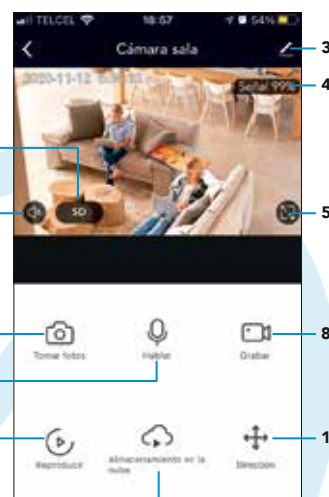 TELCEL 18:57 54%
Cámara sala 3
2020-11-12
Señal 99% 4
SD 5
Tomar fotos Hablar Grabar 8
Reproducir Almacenamiento en la nube Dirección 1